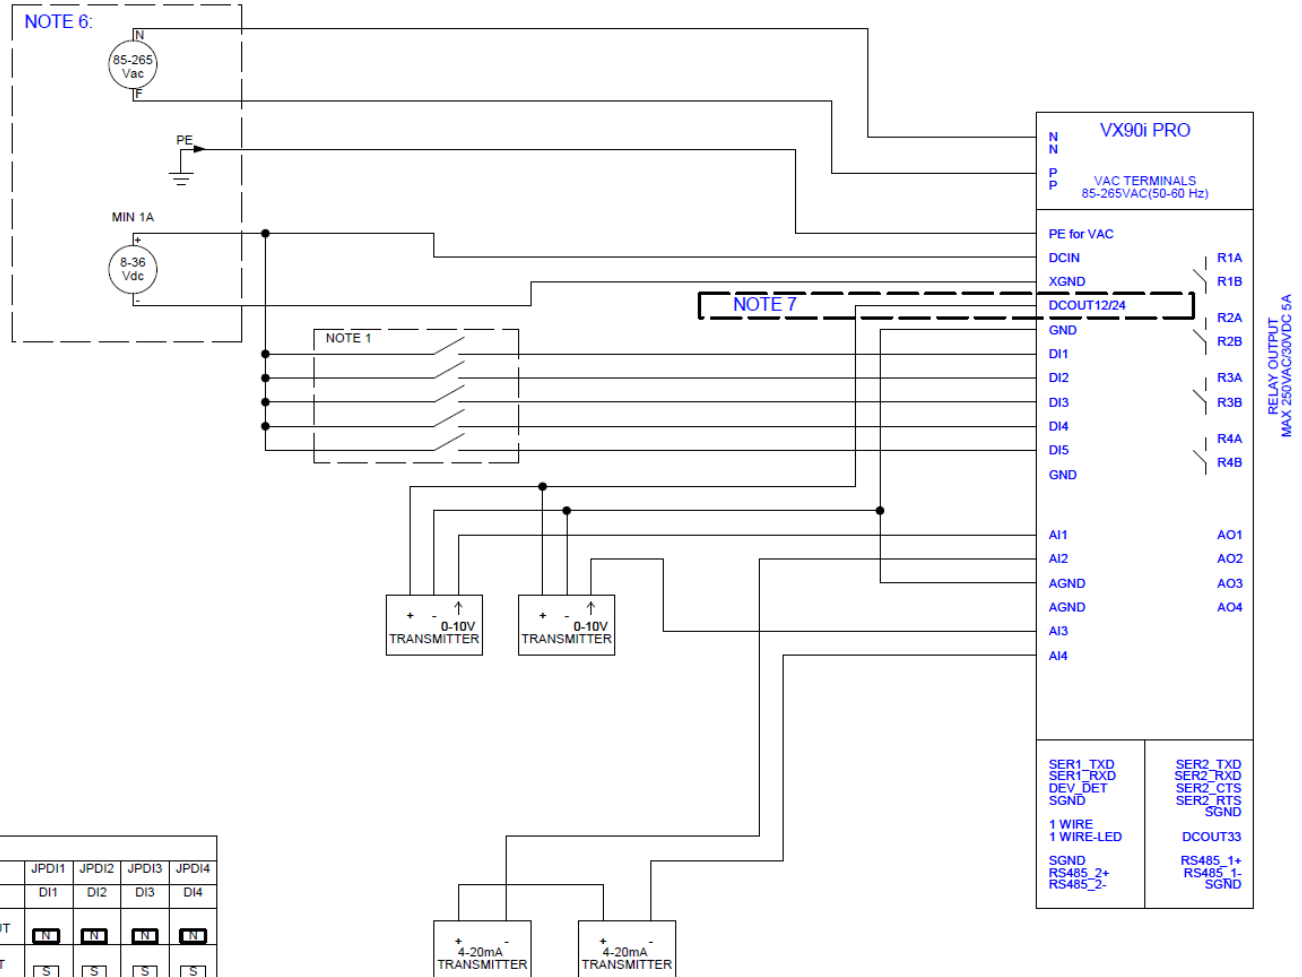 NOTE 6:
N
85-265
Vac
F
PE
MIN 1A
+
8-36
Vdc
-
NOTE 1
NOTE 7
VX90i PRO
N
N
P
P
VAC TERMINALS
85-265VAC(50-60 Hz)
PE for VAC
DCIN
XGND
DCOUT12/24
GND
DI1
DI2
DI3
DI4
DI5
GND
AI1
AI2
AGND
AGND
AI3
AI4
R1A
R1B
R2A
R2B
R3A
R3B
R4A
R4B
AO1
AO2
AO3
AO4
RELAY OUTPUT
MAX 250VAC/30VDC 5A
+ -
0-10V
TRANSMITTER
+ -
0-10V
TRANSMITTER
SER1_TXD
SER1_RXD
DEV_DET
SGND
1 WIRE
1 WIRE-LED
SGND
RS485_2+
RS485_2-
SER2_TXD
SER2_RXD
SER2_CTS
SER2_RTS
SGND
DCOUT33
RS485_1+
RS485_1-
SGND
JPDI1 JPDI2 JPDI3 JPDI4
DI1 DI2 DI3 DI4
UT N N N N
T S S S S
+ -
4-20mA
TRANSMITTER
+ -
4-20mA
TRANSMITTER